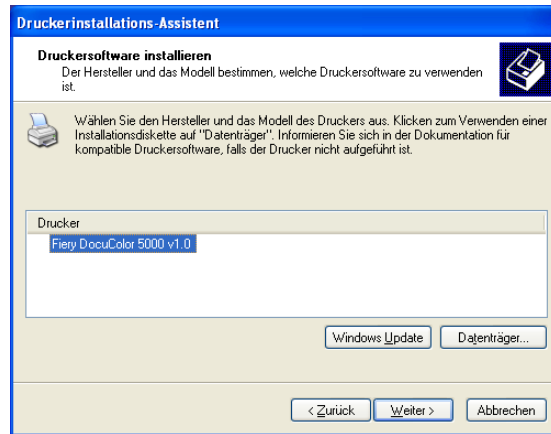 Druckerinstallations-Assistent
Druckersoftware installieren
Der Hersteller und das Modell bestimmen, welche Druckersoftware zu verwenden
ist.
Wählen Sie den Hersteller und das Modell des Druckers aus. Klicken zum Verwenden einer
Installationsdiskette auf "Datenträger". Informieren Sie sich in der Dokumentation für
kompatible Druckersoftware, falls der Drucker nicht aufgeführt ist.
Drucker
Fiery DocuColor 5000 v1.0
Windows Update
Datenträger...
< Zurück
Weiter >
Abbrechen